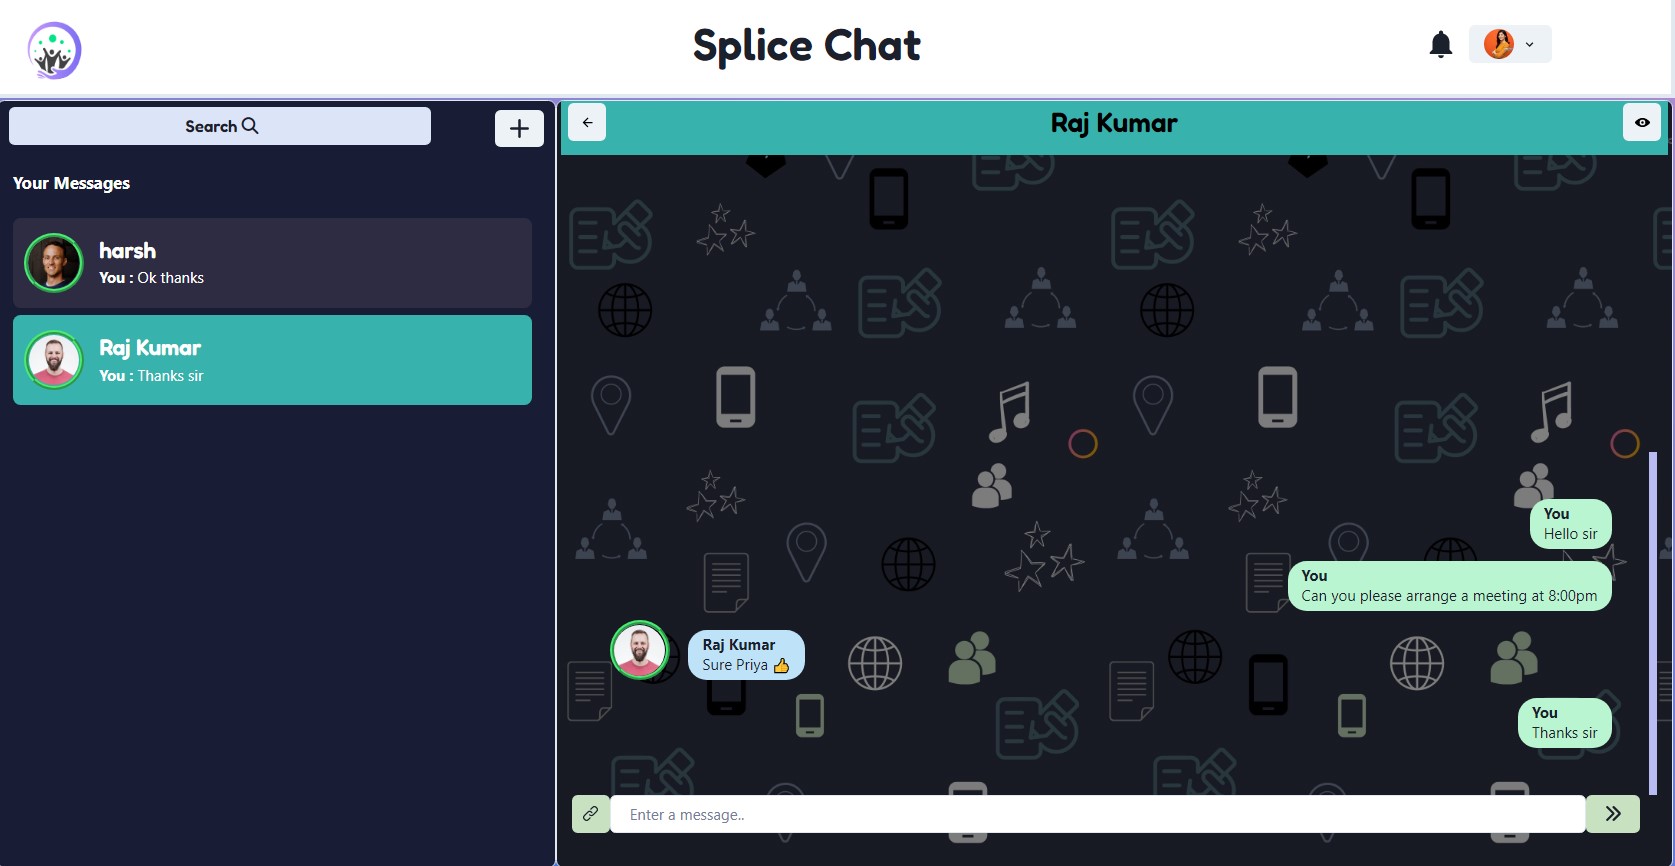 Splice Chat
Search
Your Messages
harsh
You : Ok thanks
Raj Kumar
You : Thanks sir
Raj Kumar
You
Hello sir
You
Can you please arrange a meeting at 8:00pm
Raj Kumar
Sure Priya 👍
You
Thanks sir
Enter a message..